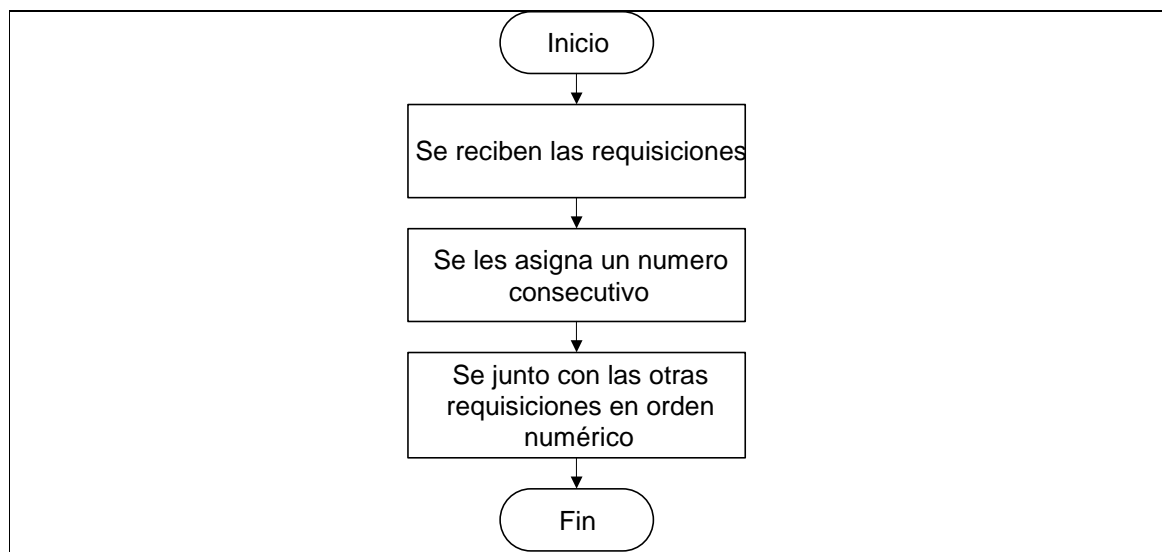 Inicio
Se reciben las requisiciones
Se les asigna un numero
consecutivo
Se junto con las otras
requisiciones en orden
numérico
Fin